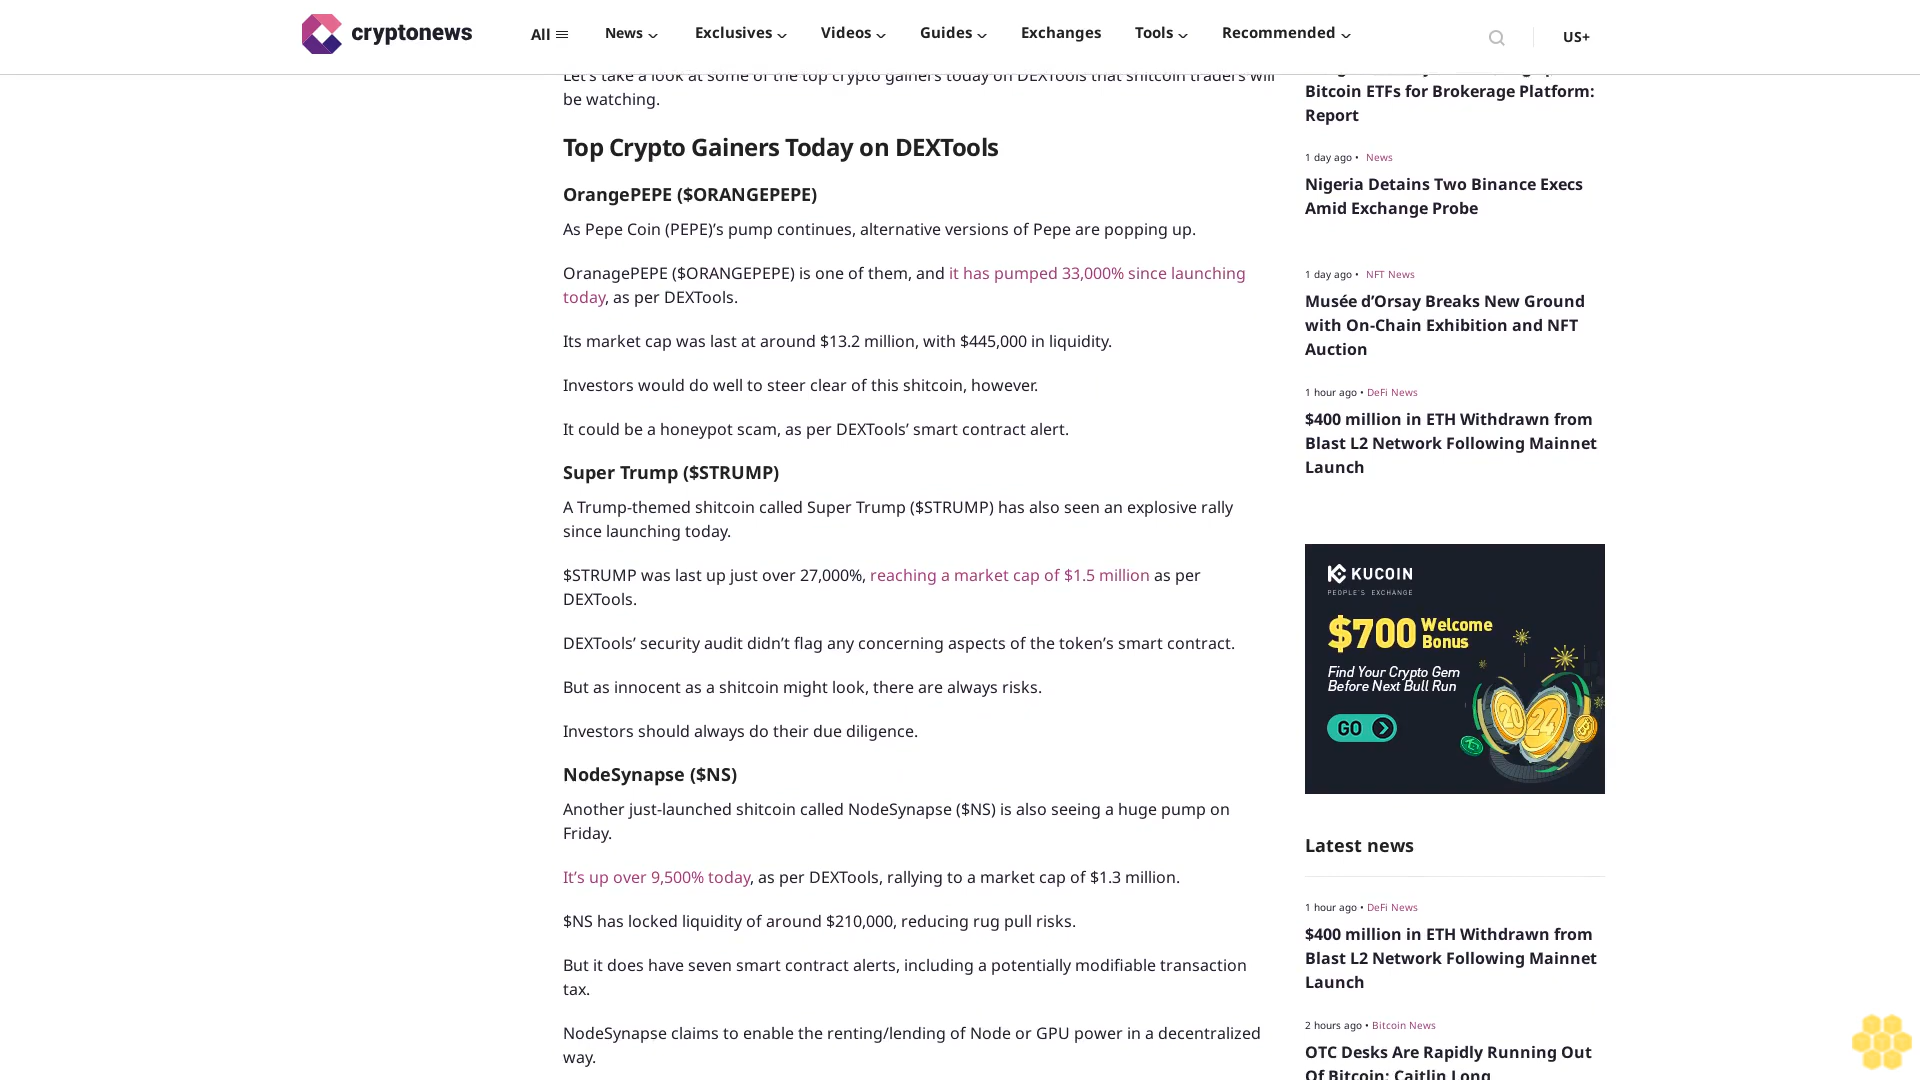 cryptonews
All
News
Exclusives
Videos
Guides
Exchanges
Tools
Recommended
US+
Let’s take a look at some of the top crypto gainers today on DEXTools that shitcoin traders will
be watching.
Top Crypto Gainers Today on DEXTools
OrangePEPE ($ORANGEPEPE)
As Pepe Coin (PEPE)’s pump continues, alternative versions of Pepe are popping up.
OranagePEPE ($ORANGEPEPE) is one of them, and it has pumped 33,000% since launching
today, as per DEXTools.
Its market cap was last at around $13.2 million, with $445,000 in liquidity.
Investors would do well to steer clear of this shitcoin, however.
It could be a honeypot scam, as per DEXTools’ smart contract alert.
Super Trump ($STRUMP)
A Trump-themed shitcoin called Super Trump ($STRUMP) has also seen an explosive rally
since launching today.
$STRUMP was last up just over 27,000%, reaching a market cap of $1.5 million as per
DEXTools.
DEXTools’ security audit didn’t flag any concerning aspects of the token’s smart contract.
But as innocent as a shitcoin might look, there are always risks.
Investors should always do their due diligence.
NodeSynapse ($NS)
Another just-launched shitcoin called NodeSynapse ($NS) is also seeing a huge pump on
Friday.
It’s up over 9,500% today, as per DEXTools, rallying to a market cap of $1.3 million.
$NS has locked liquidity of around $210,000, reducing rug pull risks.
But it does have seven smart contract alerts, including a potentially modifiable transaction
tax.
NodeSynapse claims to enable the renting/lending of Node or GPU power in a decentralized
way.
Bitcoin ETFs for Brokerage Platform:
Report
1 day ago • News
Nigeria Detains Two Binance Execs
Amid Exchange Probe
1 day ago • NFT News
Musée d’Orsay Breaks New Ground
with On-Chain Exhibition and NFT
Auction
1 hour ago • DeFi News
$400 million in ETH Withdrawn from
Blast L2 Network Following Mainnet
Launch
KUCOIN
PEOPLE'S EXCHANGE
$700 Welcome
Bonus
Find Your Crypto Gem
Before Next Bull Run
GO
2024
Latest news
1 hour ago • DeFi News
$400 million in ETH Withdrawn from
Blast L2 Network Following Mainnet
Launch
2 hours ago • Bitcoin News
OTC Desks Are Rapidly Running Out
Of Bitcoin: Caitlin Long